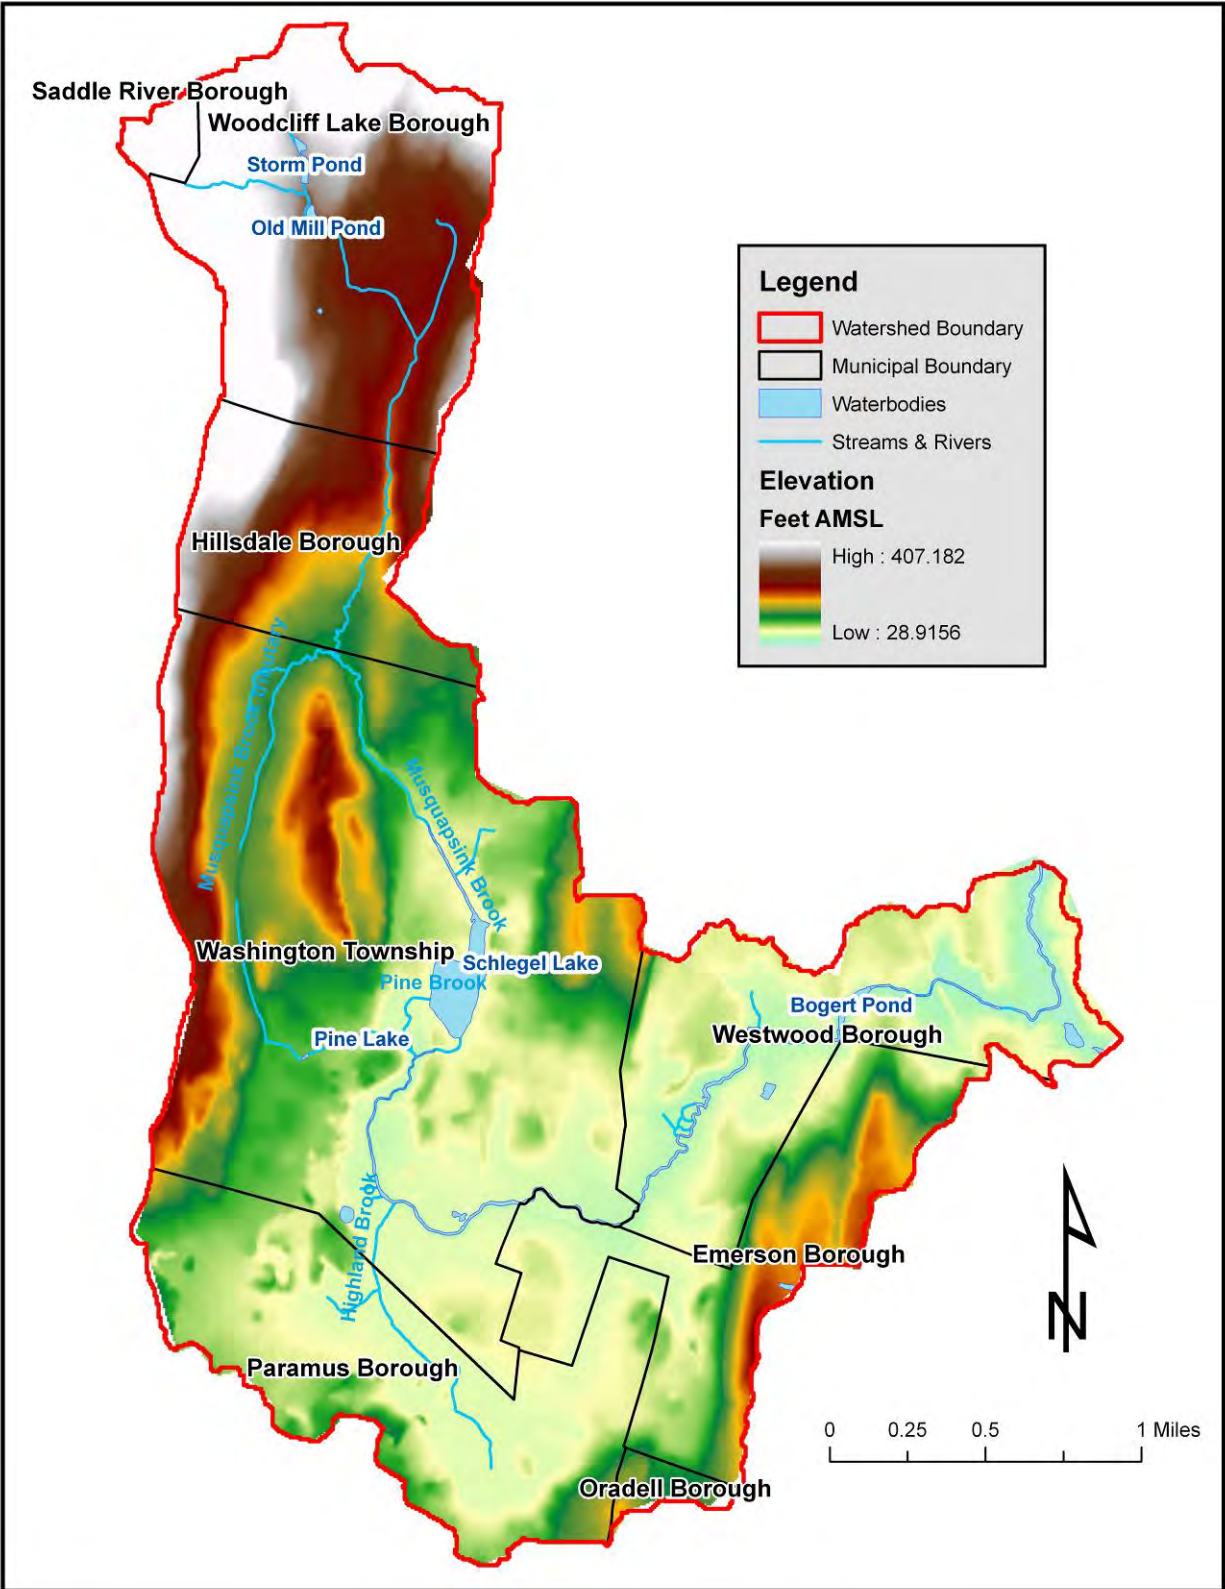 Saddle River Borough
Woodcliff Lake Borough
Storm Pond
Old Mill Pond
Legend
Watershed Boundary
Municipal Boundary
Waterbodies
Streams & Rivers
Elevation
Feet AMSL
High : 407.182
Low : 28.9156
Hillsdale Borough
Musquapsink Brook tributary
Musquapsink Brook
Washington Township
Schlegel Lake
Pine Brook
Pine Lake
Bogert Pond
Westwood Borough
Highland Brook
Emerson Borough
N
Paramus Borough
0 0.25 0.5 1 Miles
Oradell Borough